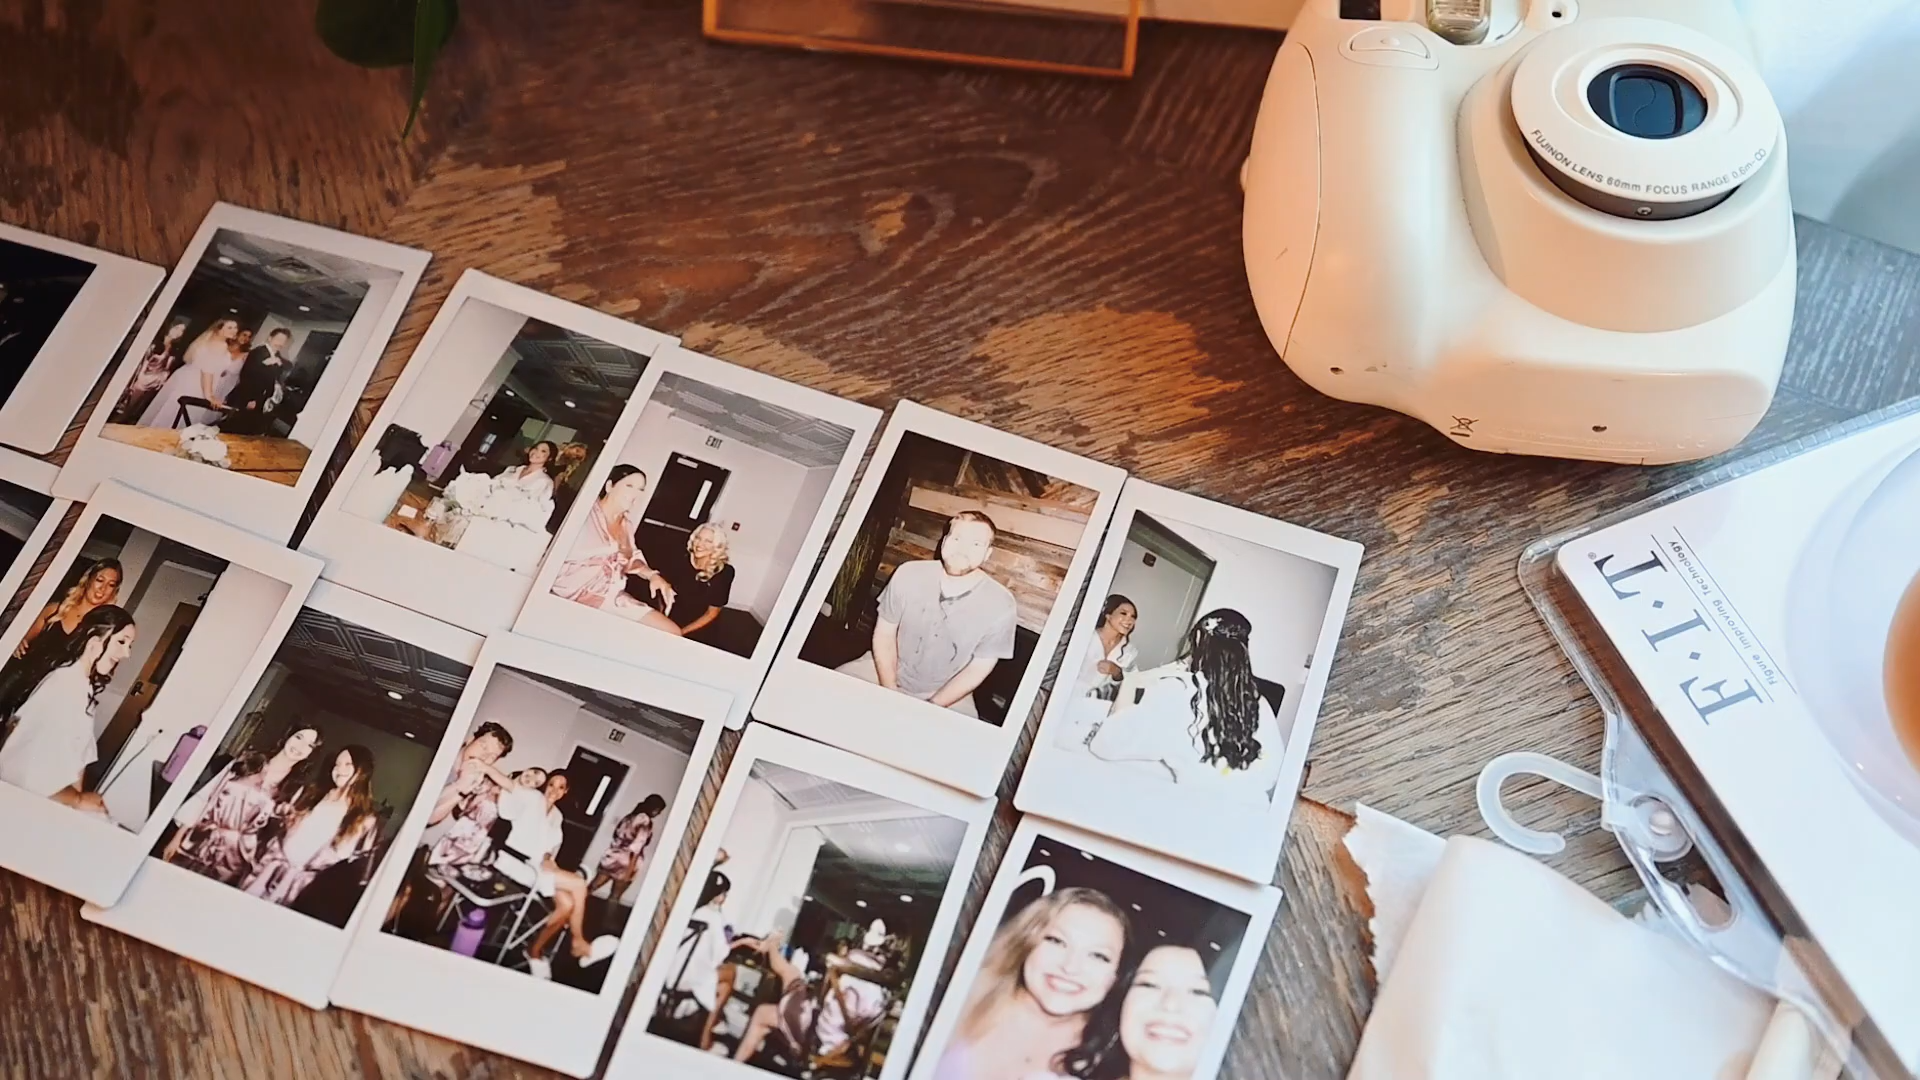 FUJINON LENS 60mm FOCUS RANGE 0.6m-∞
EXIT
EXIT
F·I·T®
Figure Improving Technology